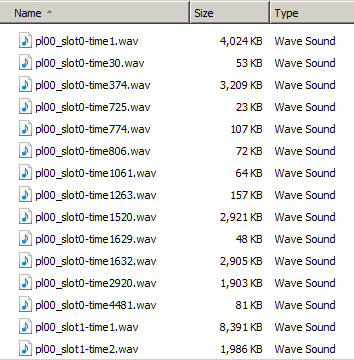 Name Size Type
pl00_slot0-time1.wav 4,024 KB Wave Sound
pl00_slot0-time30.wav 53 KB Wave Sound
pl00_slot0-time374.wav 3,209 KB Wave Sound
pl00_slot0-time725.wav 23 KB Wave Sound
pl00_slot0-time774.wav 107 KB Wave Sound
pl00_slot0-time806.wav 72 KB Wave Sound
pl00_slot0-time1061.wav 64 KB Wave Sound
pl00_slot0-time1263.wav 157 KB Wave Sound
pl00_slot0-time1520.wav 2,921 KB Wave Sound
pl00_slot0-time1629.wav 48 KB Wave Sound
pl00_slot0-time1632.wav 2,905 KB Wave Sound
pl00_slot0-time2920.wav 1,903 KB Wave Sound
pl00_slot0-time4481.wav 81 KB Wave Sound
pl00_slot1-time1.wav 8,391 KB Wave Sound
pl00_slot1-time2.wav 1,986 KB Wave Sound